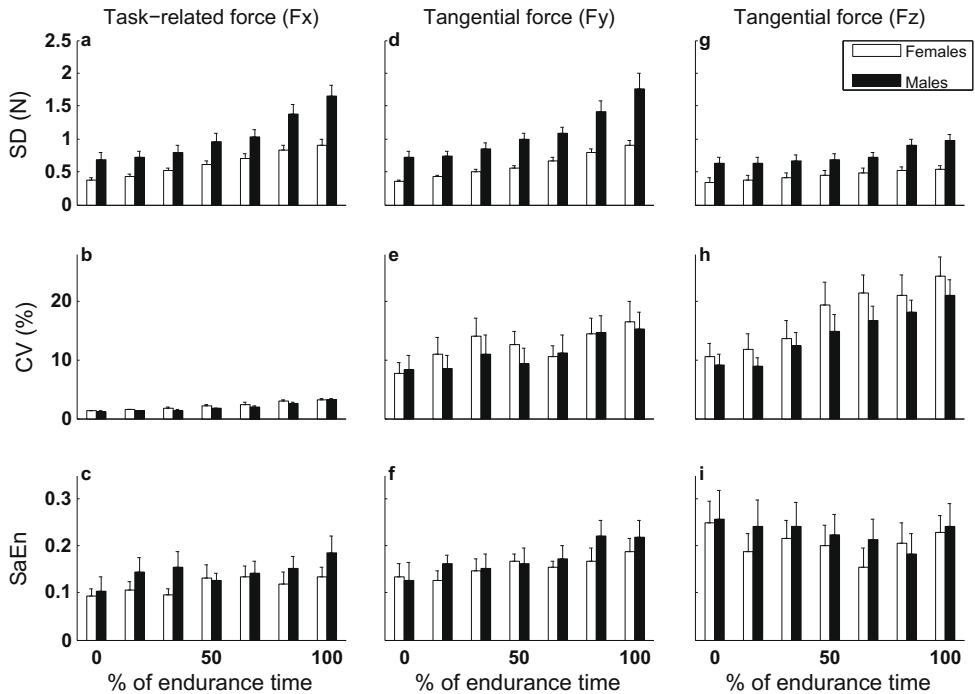 Task−related force (Fx)
Tangential force (Fy)
Tangential force (Fz)
a
d
g
2.5
2
1.5
1
0.5
0
SD (N)
Females
Males
b
e
h
20
10
0
CV (%)
c
f
i
0.3
0.2
0.1
0
SaEn
0 50 100
0 50 100
0 50 100
% of endurance time
% of endurance time
% of endurance time